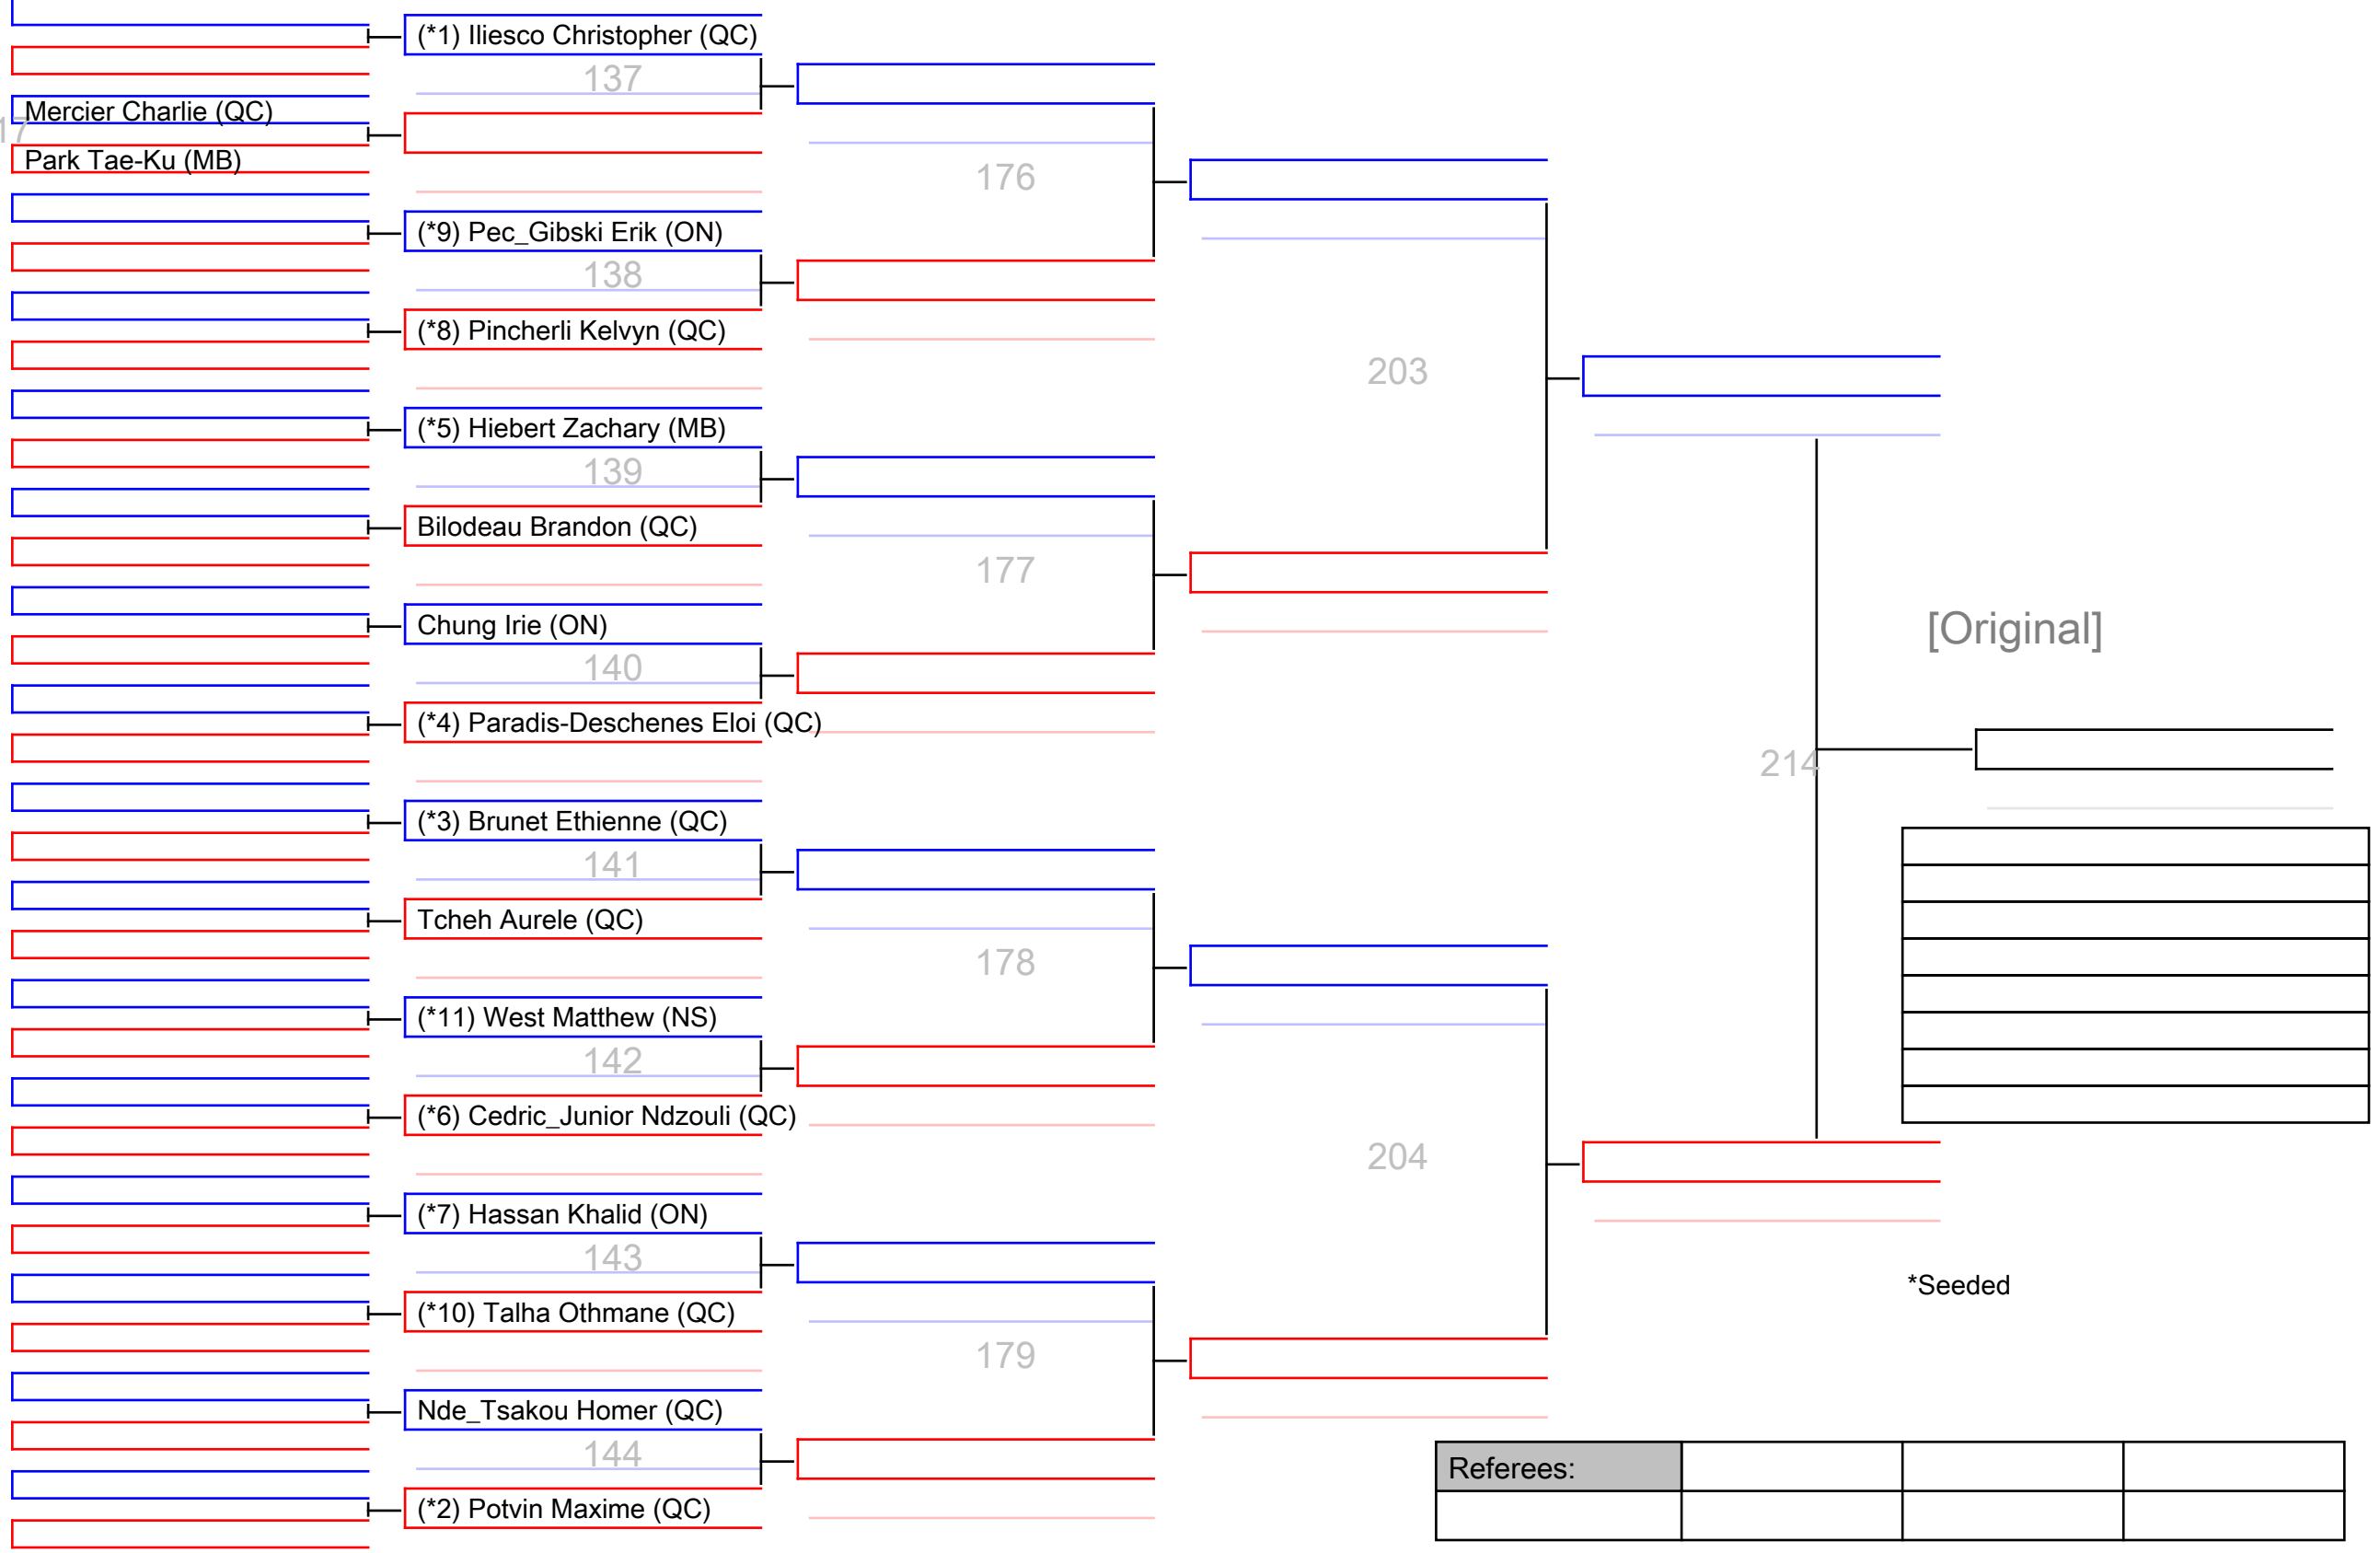 (*1) Iliesco Christopher (QC)
137
Mercier Charlie (QC)
17
Park Tae-Ku (MB)
176
(*9) Pec_Gibski Erik (ON)
138
(*8) Pincherli Kelvyn (QC)
203
(*5) Hiebert Zachary (MB)
139
Bilodeau Brandon (QC)
177
Chung Irie (ON)
[Original]
140
(*4) Paradis-Deschenes Eloi (QC)
214
(*3) Brunet Ethienne (QC)
141
Tcheh Aurele (QC)
178
(*11) West Matthew (NS)
142
(*6) Cedric_Junior Ndzouli (QC)
204
(*7) Hassan Khalid (ON)
143
*Seeded
(*10) Talha Othmane (QC)
179
Nde_Tsakou Homer (QC)
144
Referees:
(*2) Potvin Maxime (QC)